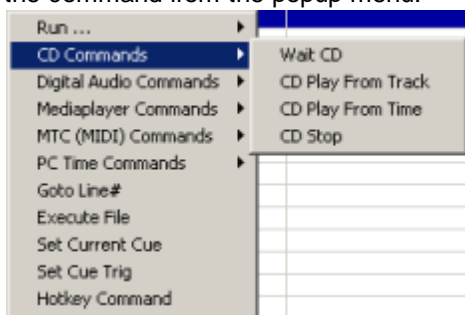 the command from the popup menu.
Run ...
CD Commands
Digital Audio Commands
Mediaplayer Commands
MTC (MIDI) Commands
PC Time Commands
Goto Line#
Execute File
Set Current Cue
Set Cue Trig
Hotkey Command
Wait CD
CD Play From Track
CD Play From Time
CD Stop